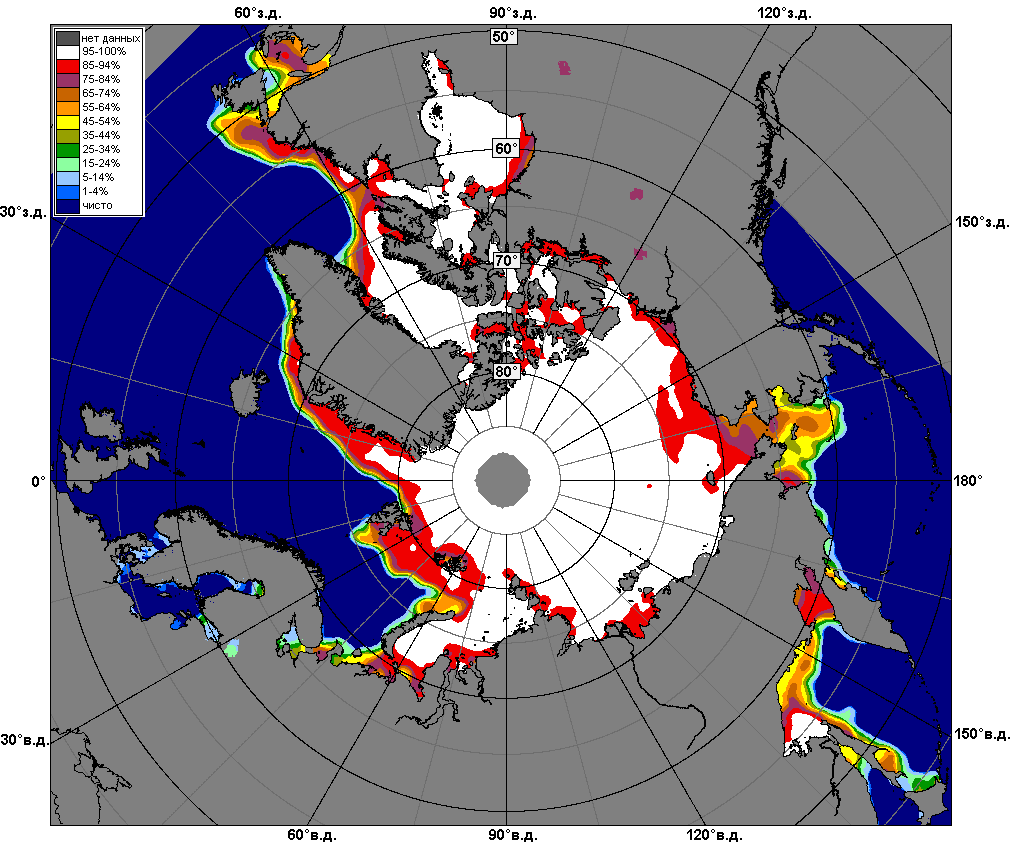 60°з.д.
90°з.д.
120°з.д.
нет данных
95-100%
85-94%
75-84%
65-74%
55-64%
45-54%
35-44%
25-34%
15-24%
5-14%
1-4%
чисто
50°
60°
70°
80°
30°з.д.
150°з.д.
0°
180°
30°в.д.
150°в.д.
60°в.д.
90°в.д.
120°в.д.